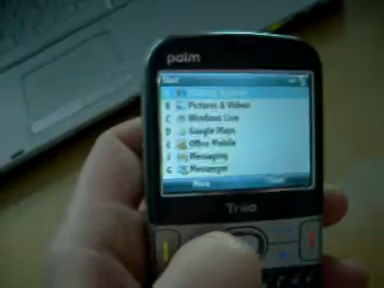 palm
Start
B Pictures & Videos
C Windows Live
D Google Maps
E Office Mobile
F Messaging
G Messenger
More
Treo